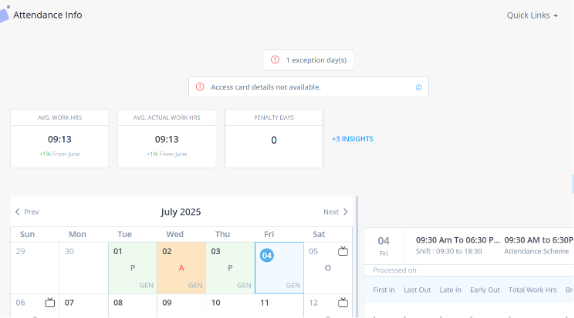 Attendance Info
Quick Links
1 exception day(s)
Access card details not available.
AVG. WORK HRS
AVG. ACTUAL WORK HRS
PENALTY DAYS
09:13
09:13
0
+3 INSIGHTS
+1% From June
+1% From June
Prev
July 2025
Next
Sun Mon Tue Wed Thu Fri Sat
29 30 01 02 03 04 05
P A P O
GEN GEN GEN GEN
06 07 08 09 10 11 12
04
Fri
09:30 Am To 06:30 P...
Shift : 09:30 to 18:30
09:30 AM to 6:30P
Attendance Scheme
Processed on
First In Last Out Late In Early Out Total Work Hrs Br